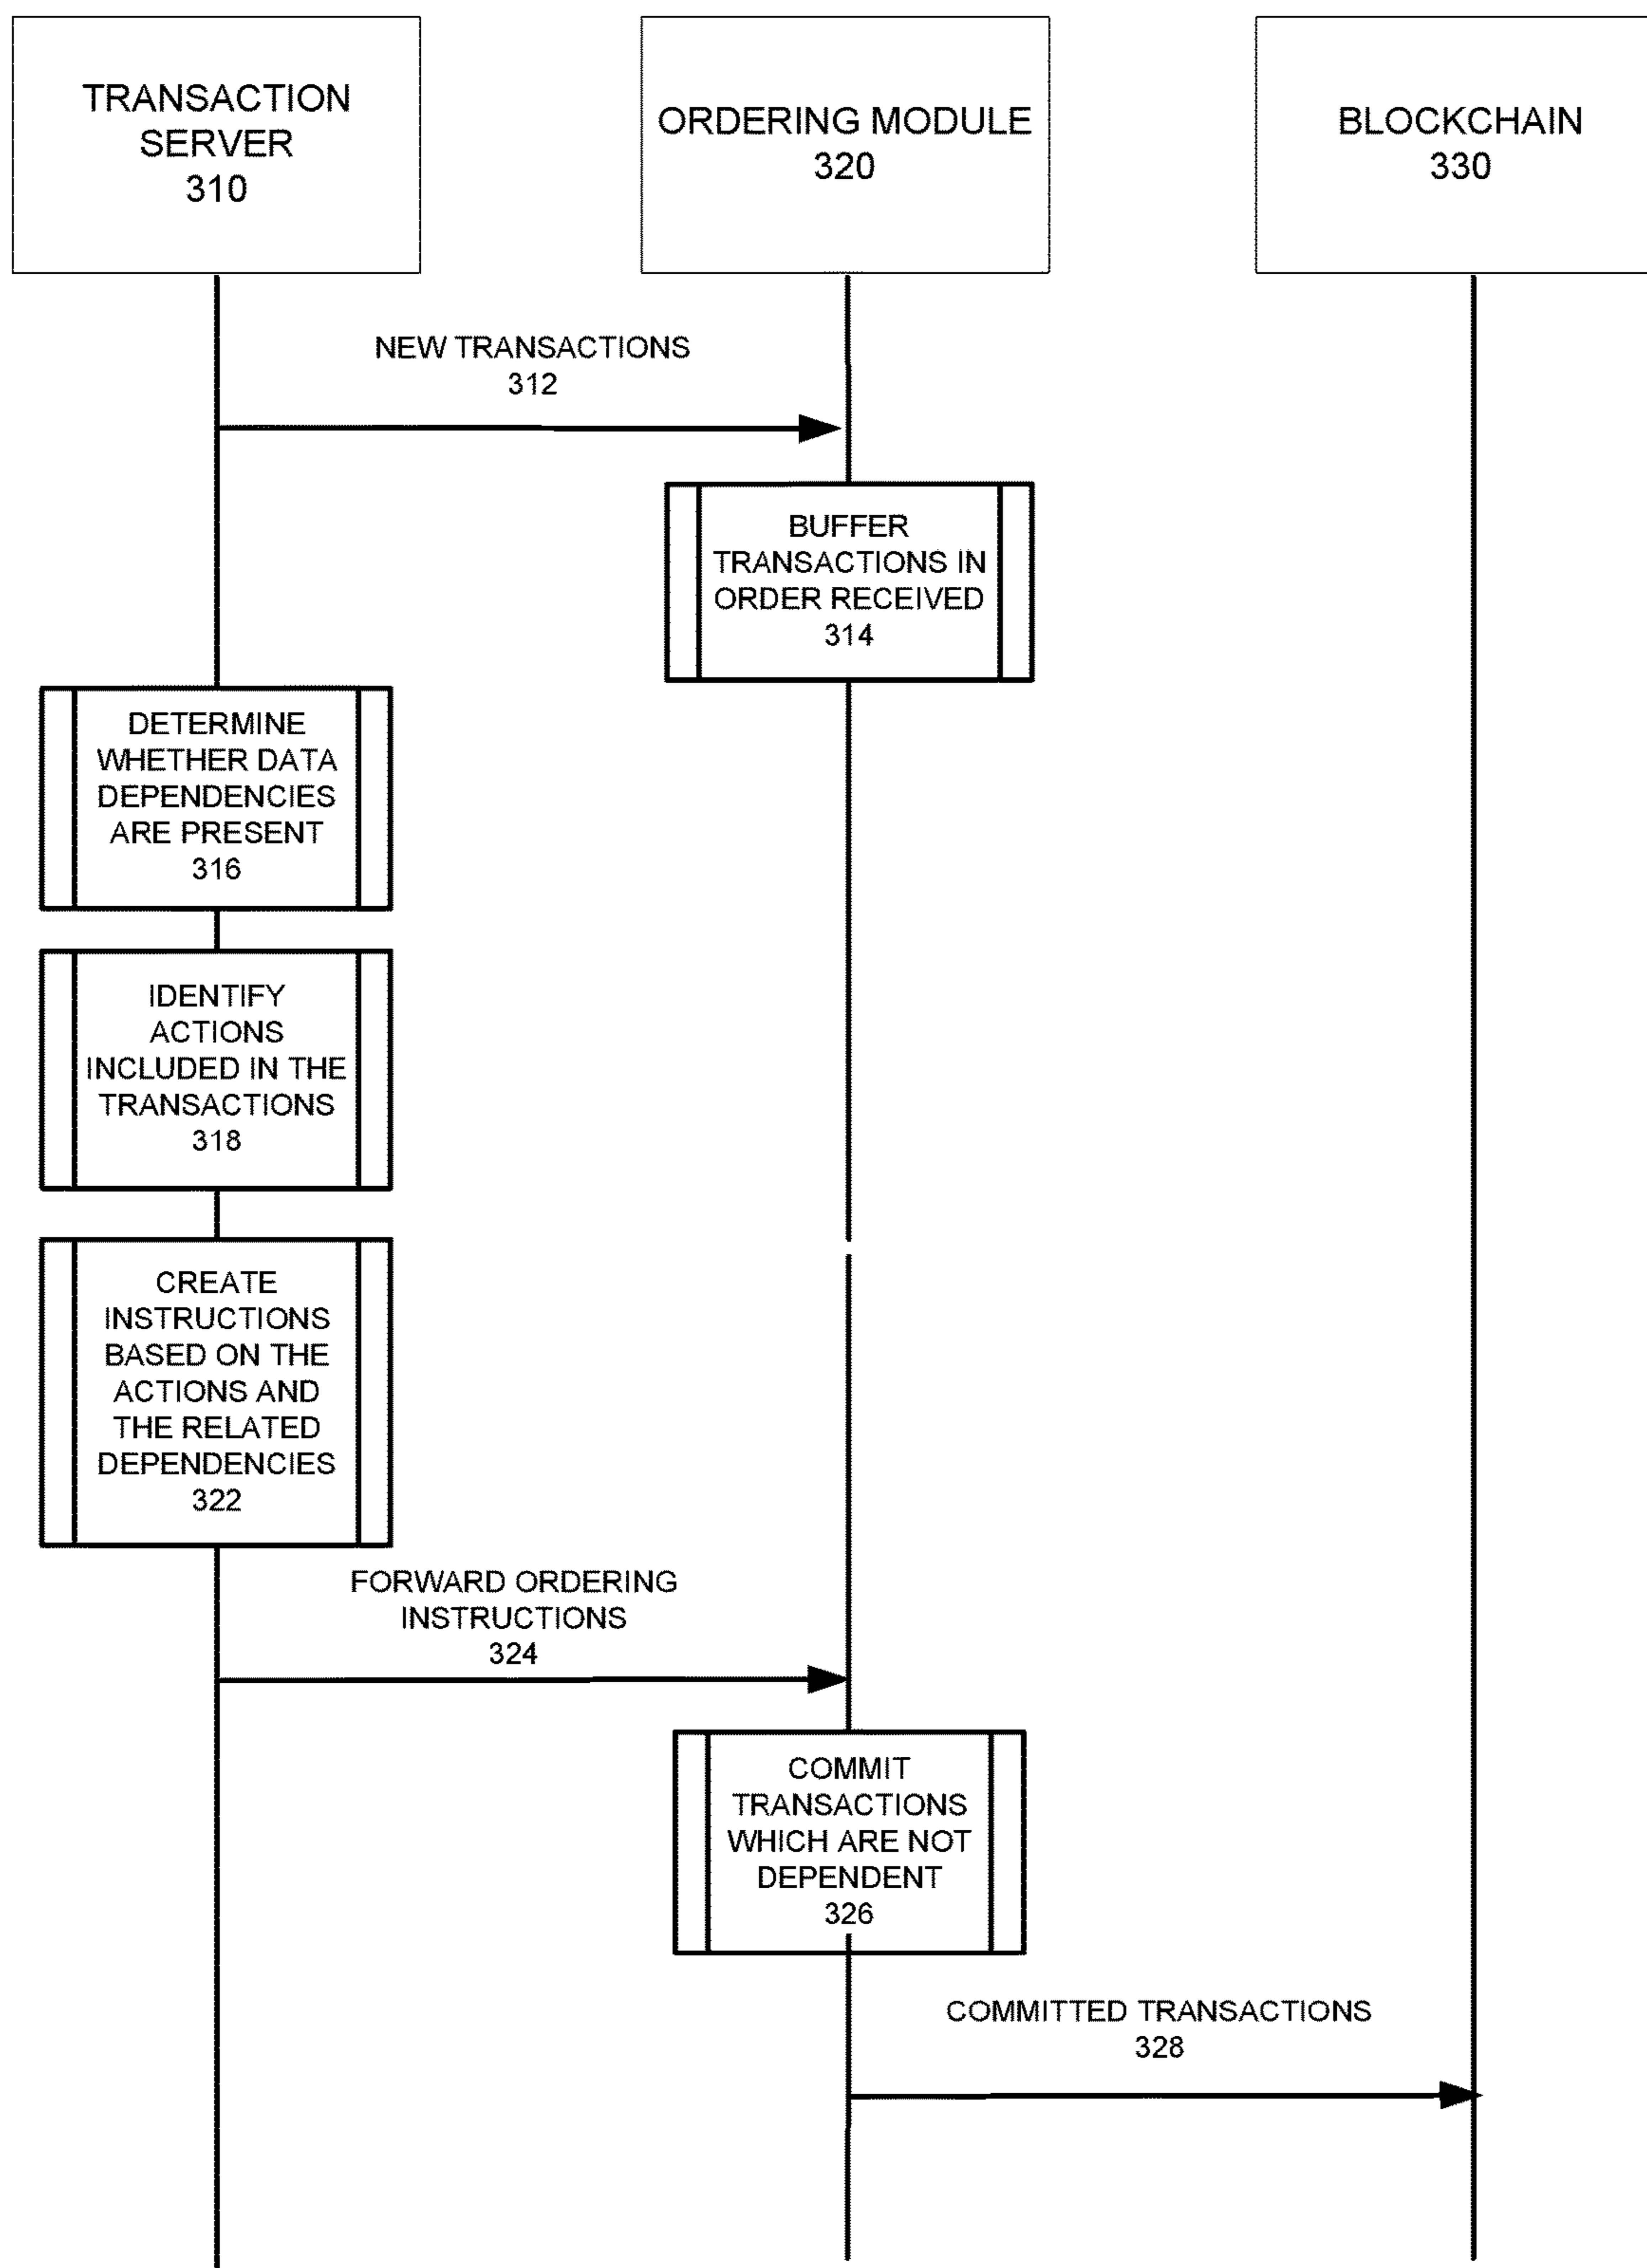 TRANSACTION
SERVER
310
ORDERING MODULE
320
BLOCKCHAIN
330
NEW TRANSACTIONS
312
BUFFER
TRANSACTIONS IN
ORDER RECEIVED
314
DETERMINE
WHETHER DATA
DEPENDENCIES
ARE PRESENT
316
IDENTIFY
ACTIONS
INCLUDED IN THE
TRANSACTIONS
318
CREATE
INSTRUCTIONS
BASED ON THE
ACTIONS AND
THE RELATED
DEPENDENCIES
322
FORWARD ORDERING
INSTRUCTIONS
324
COMMIT
TRANSACTIONS
WHICH ARE NOT
DEPENDENT
326
COMMITTED TRANSACTIONS
328